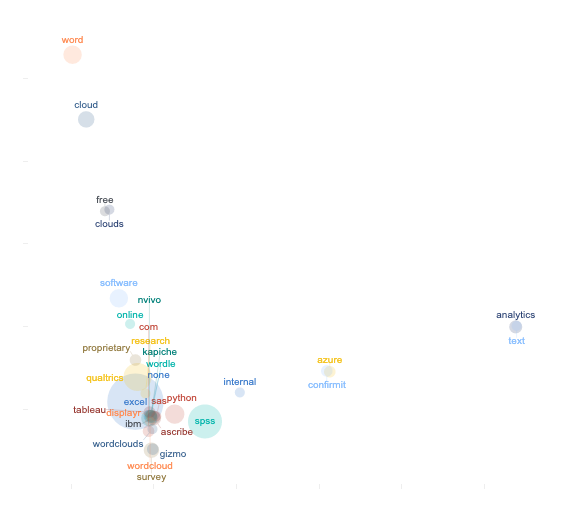 word
cloud
free
clouds
software
nvivo
online
com
analytics
research
text
proprietary
kapiche
azure
wordle
qualtrics
none
internal
confirmit
excel
sas
python
tableau
displayr
spss
ibm
ascribe
wordclouds
gizmo
wordcloud
survey